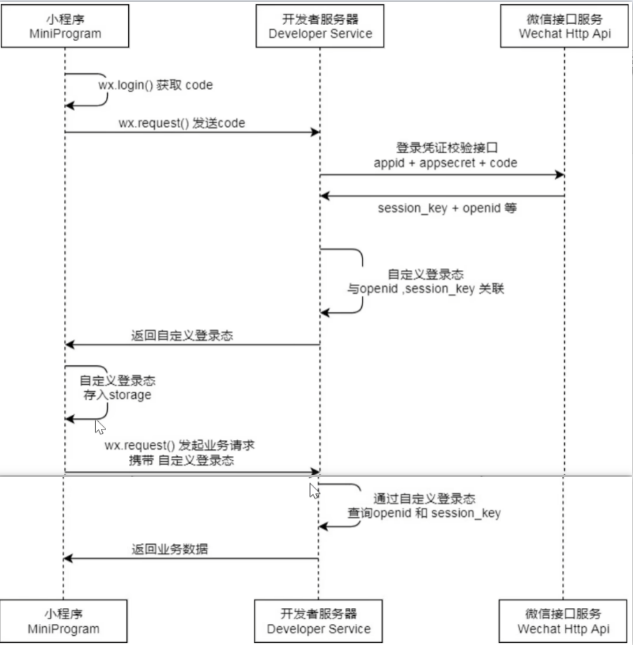 小程序
MiniProgram
开发者服务器
Developer Service
微信接口服务
Wechat Http Api
wx.login() 获取 code
wx.request() 发送code
登录凭证校验接口
appid + appsecret + code
session_key + openid 等
自定义登录态
与openid ,session_key 关联
返回自定义登录态
自定义登录态
存入storage
wx.request() 发起业务请求
携带 自定义登录态
通过自定义登录态
查询openid 和 session_key
返回业务数据
小程序
MiniProgram
开发者服务器
Developer Service
微信接口服务
Wechat Http Api